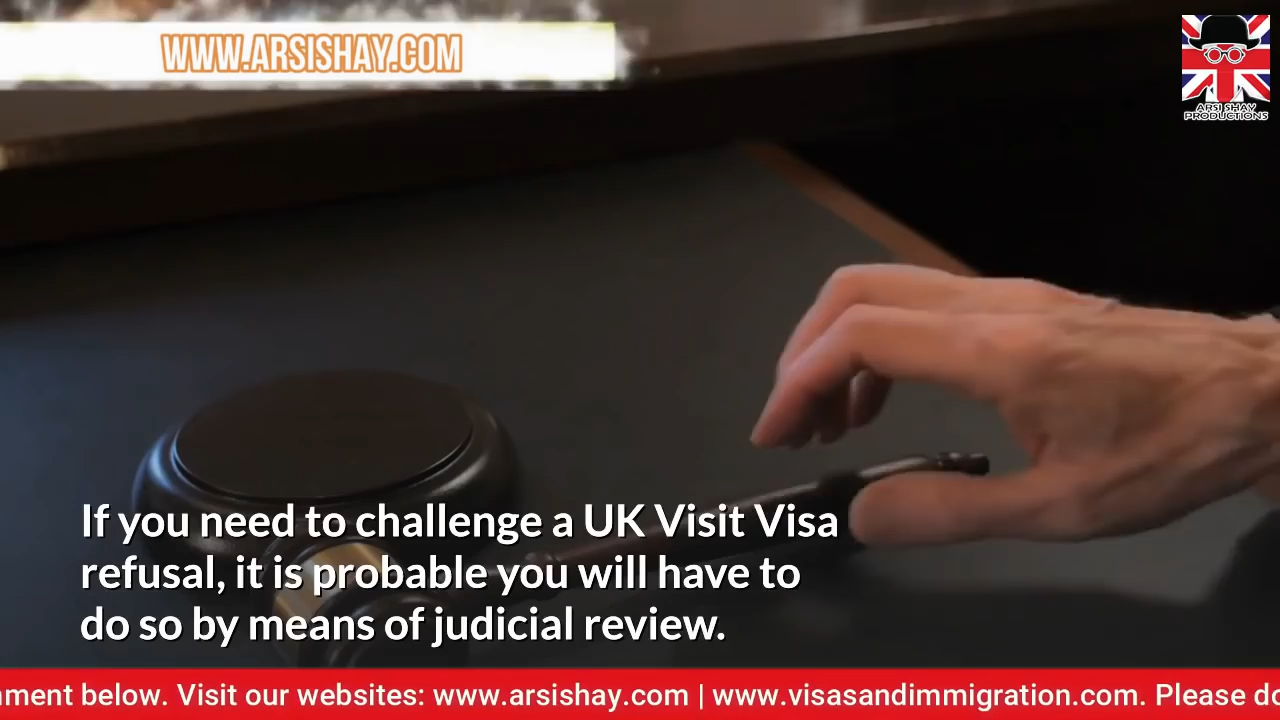 WWW.ARSISHAY.COM
ARSI SHAY
PRODUCTIONS
If you need to challenge a UK Visit Visa
refusal, it is probable you will have to
do so by means of judicial review.
below. Visit our websites: www.arsishay.com | www.visasandimmigration.com. Please